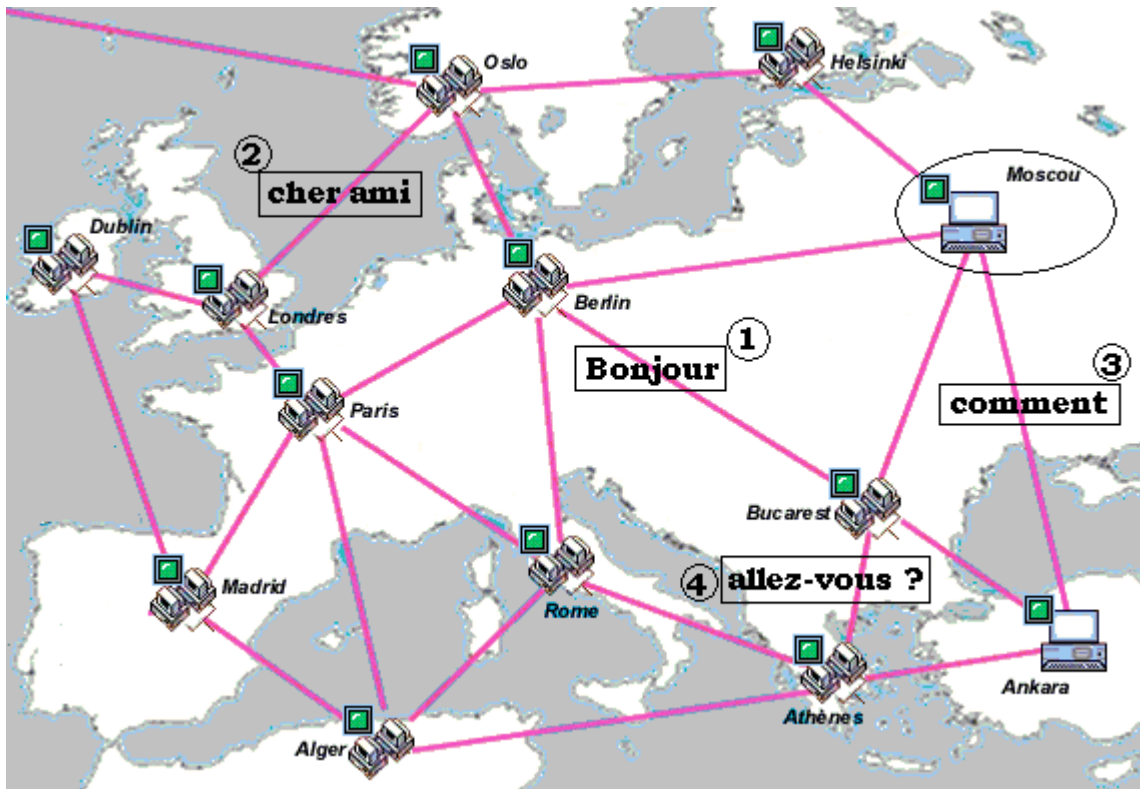 Oslo
Helsinki
2
cher ami
Moscou
Dublin
Londres
Berlin
1
Bonjour
3
comment
Paris
Bucarest
4
allez-vous ?
Madrid
Rome
Ankara
Athènes
Alger